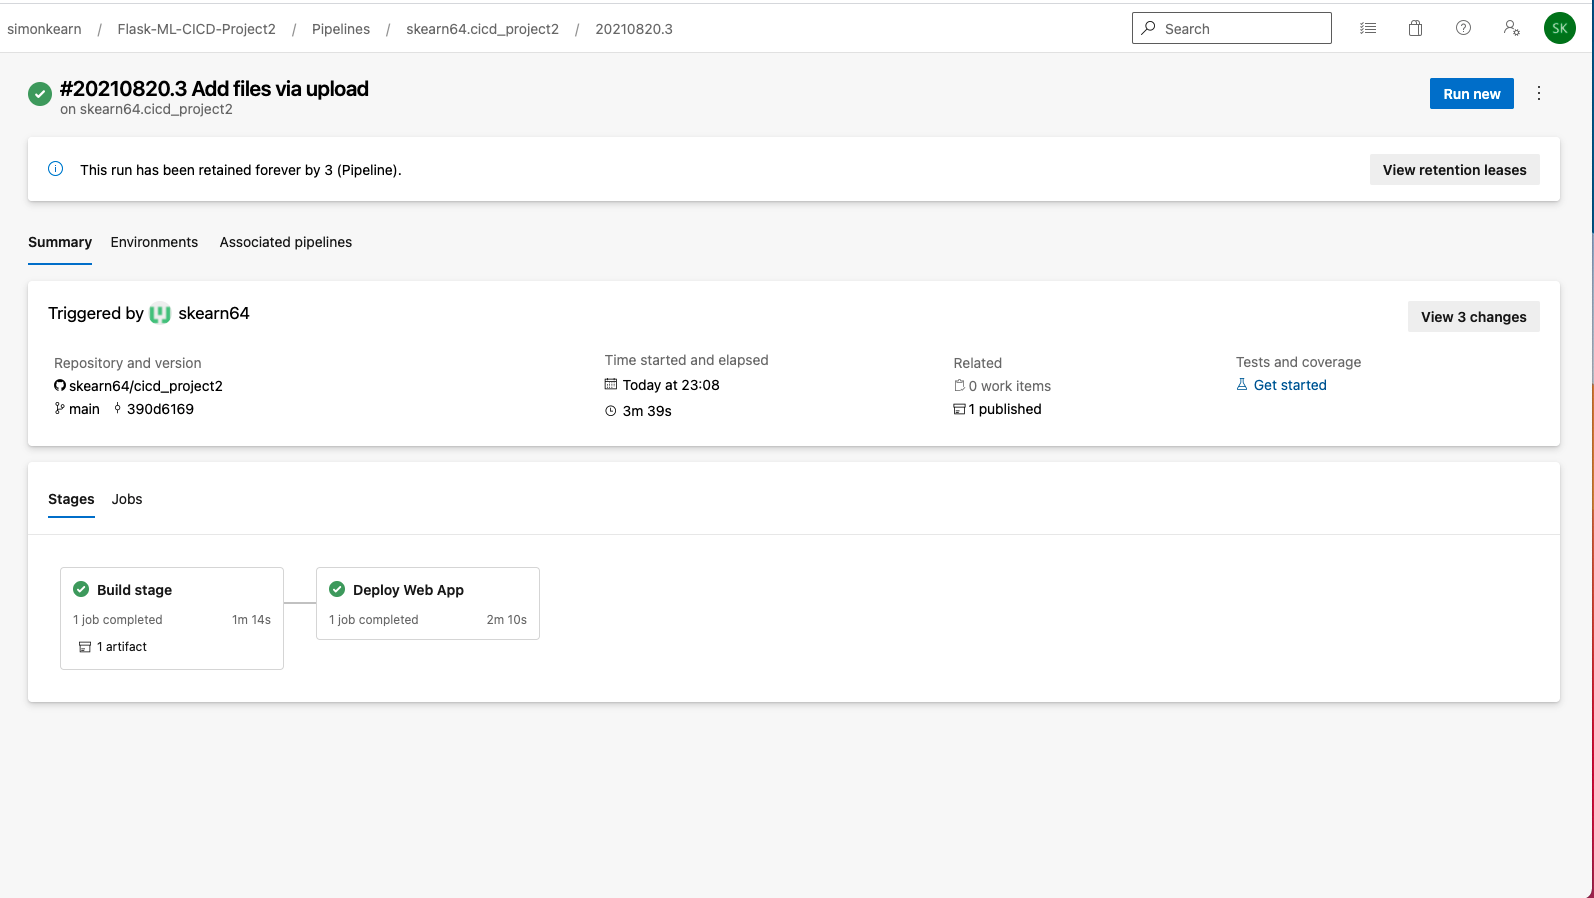 simonkearn / Flask-ML-CICD-Project2 / Pipelines / skearn64.cicd_project2 / 20210820.3
Search
SK
#20210820.3 Add files via upload
on skearn64.cicd_project2
Run new
This run has been retained forever by 3 (Pipeline).
View retention leases
Summary Environments Associated pipelines
Triggered by skearn64
View 3 changes
Repository and version
skearn64/cicd_project2
main 390d6169
Time started and elapsed
Today at 23:08
3m 39s
Related
0 work items
1 published
Tests and coverage
Get started
Stages Jobs
Build stage
1 job completed 1m 14s
1 artifact
Deploy Web App
1 job completed 2m 10s